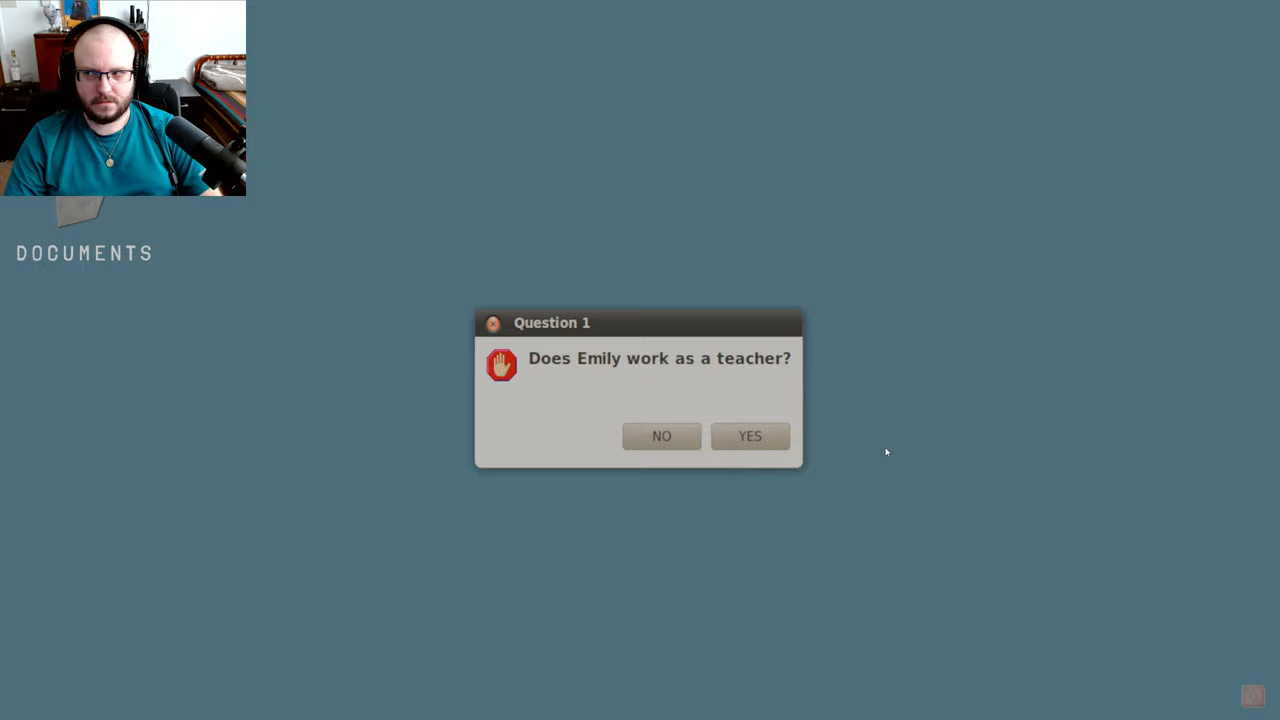 DOCUMENTS
Question 1
Does Emily work as a teacher?
NO YES